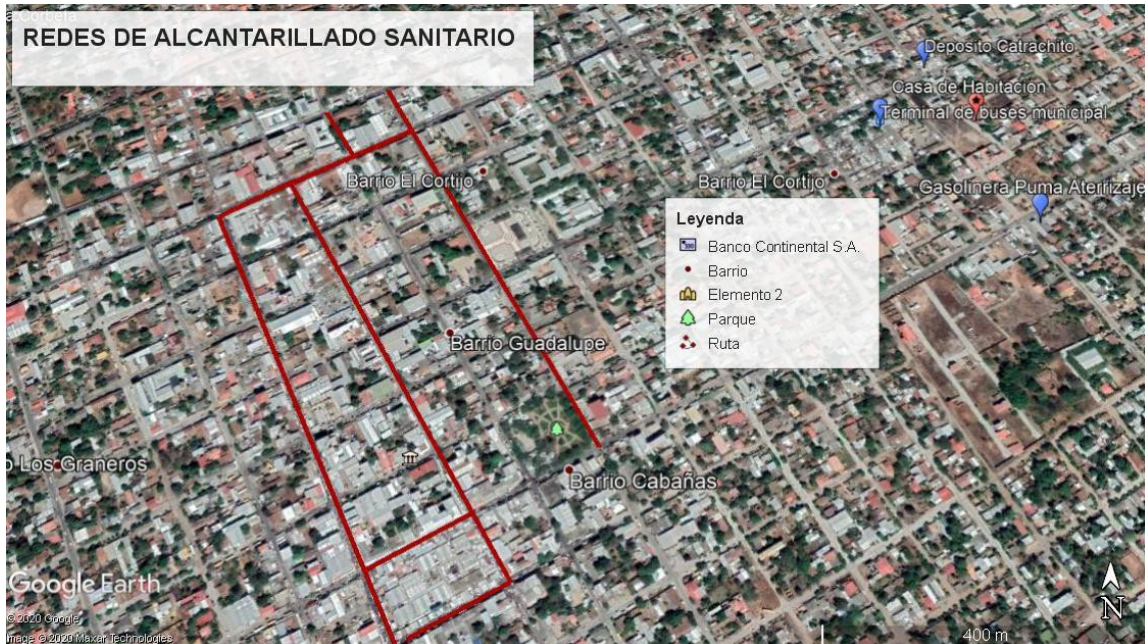 REDES DE ALCANTARILLADO SANITARIO
Deposito Catrachito
Casa de Habitacion
Terminal de buses municipal
Barrio El Cortijo
Barrio El Cortijo
Gasolinera Puma Aterrizaje
Leyenda
Banco Continental S.A.
Barrio
Elemento 2
Parque
Ruta
Barrio Guadalupe
o Los Graneros
Barrio Cabañas
Google Earth
© 2020 Google
Image © 2020 Maxar Technologies
N
400 m